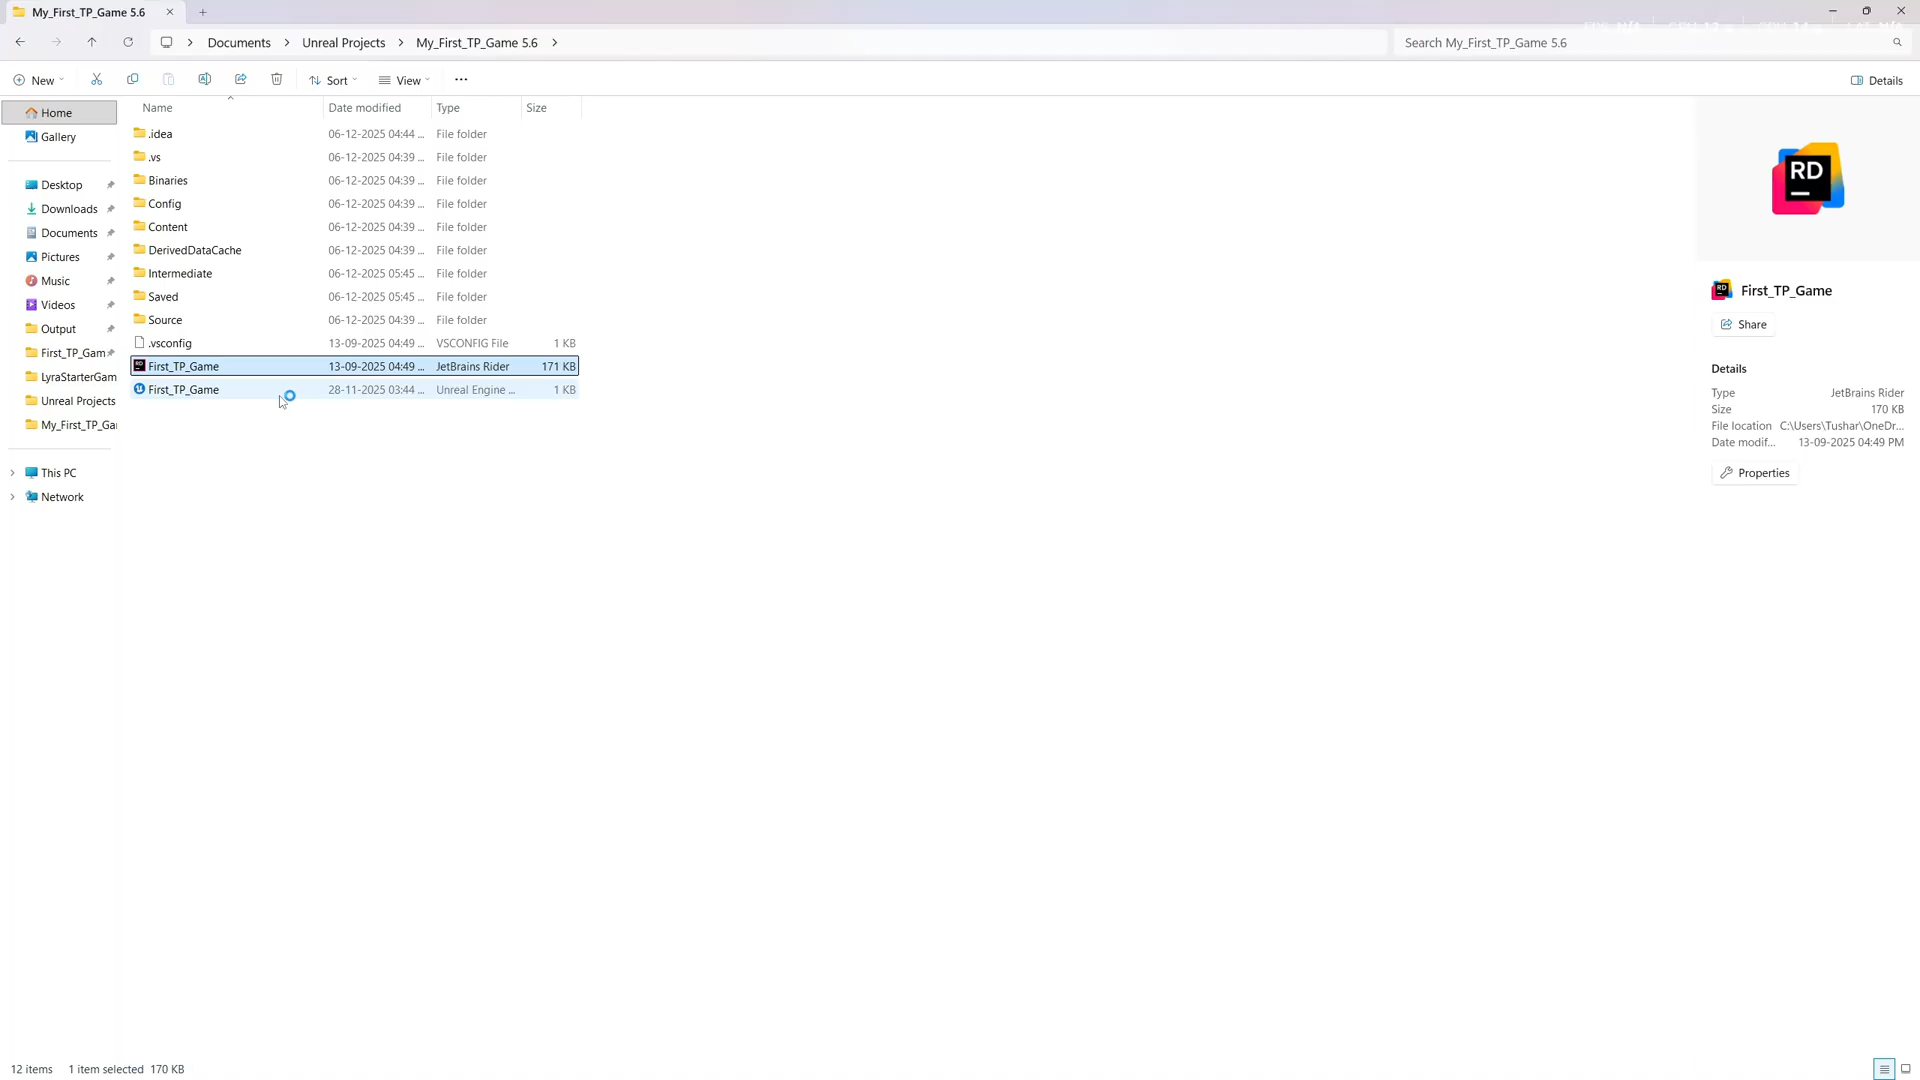 My_First_TP_Game 5.6
Documents > Unreal Projects > My_First_TP_Game 5.6 >
Search My_First_TP_Game 5.6
New
Sort
View
Details
Home
Gallery
Desktop
Downloads
Documents
Pictures
Music
Videos
Output
First_TP_Gam
LyraStarterGam
Unreal Projects
My_First_TP_Ga
This PC
Network
Name Date modified Type Size
.idea 06-12-2025 04:44 ... File folder
.vs 06-12-2025 04:39 ... File folder
Binaries 06-12-2025 04:39 ... File folder
Config 06-12-2025 04:39 ... File folder
Content 06-12-2025 04:39 ... File folder
DerivedDataCache 06-12-2025 04:39 ... File folder
Intermediate 06-12-2025 05:45 ... File folder
Saved 06-12-2025 05:45 ... File folder
Source 06-12-2025 04:39 ... File folder
.vsconfig 13-09-2025 04:49 ... VSCONFIG File 1 KB
First_TP_Game 13-09-2025 04:49 ... JetBrains Rider 171 KB
First_TP_Game 28-11-2025 03:44 ... Unreal Engine ... 1 KB
RD
First_TP_Game
Share
Details
Type JetBrains Rider
Size 170 KB
File location C:\Users\Tushar\OneDr...
Date modif... 13-09-2025 04:49 PM
Properties
12 items 1 item selected 170 KB